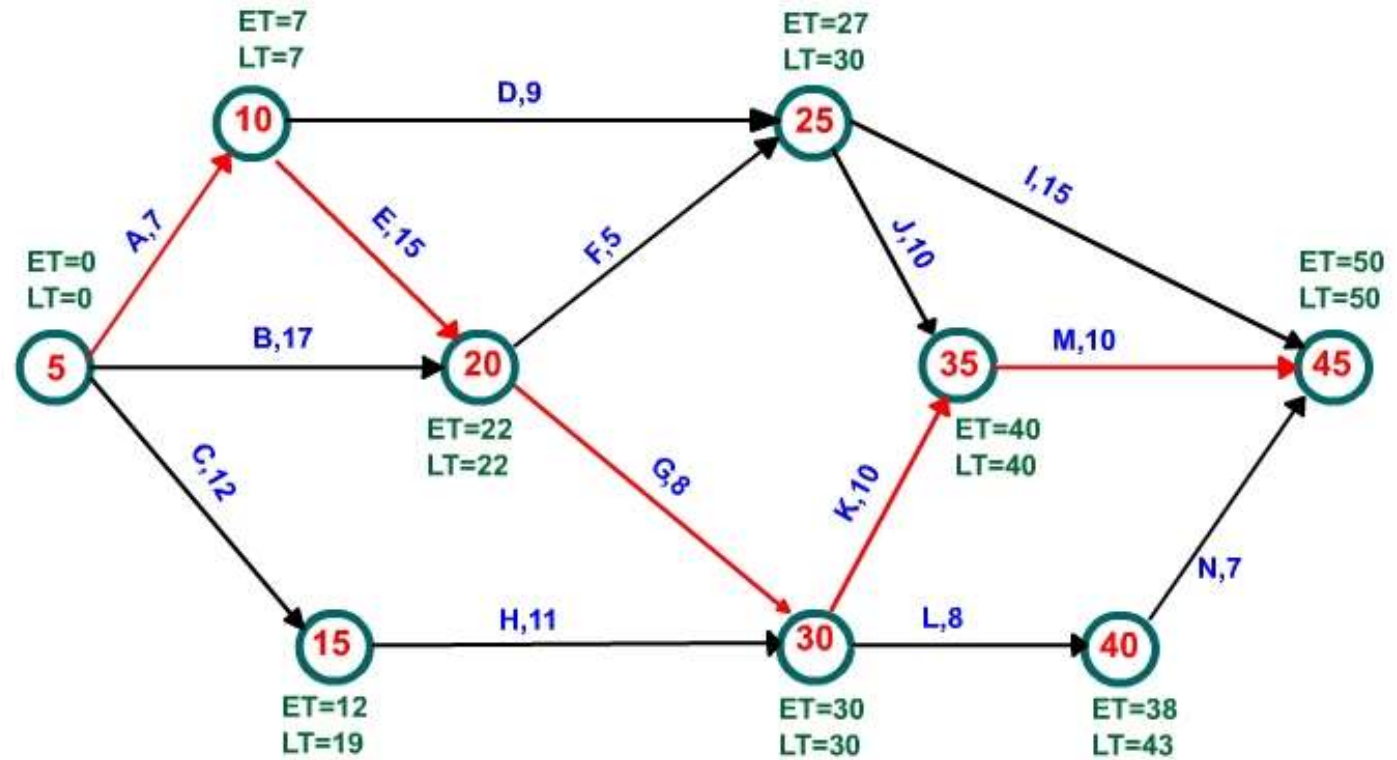 ET=7
LT=7
ET=27
LT=30
D,9
10
25
I,15
A,7
E,15
F,5
J,10
ET=0
LT=0
ET=50
LT=50
B,17
M,10
5
20
35
45
ET=22
LT=22
ET=40
LT=40
C,12
G,8
K,10
N,7
H,11
L,8
15
30
40
ET=12
LT=19
ET=30
LT=30
ET=38
LT=43